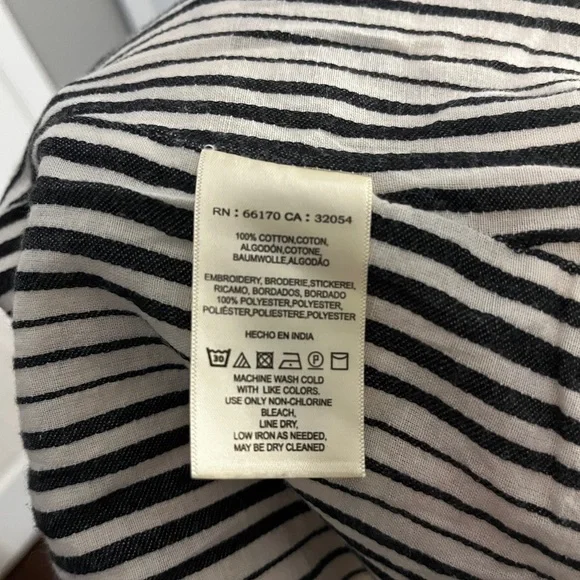 RN : 66170 CA : 32054
100% COTTON,COTON,
ALGODÓN,COTONE,
BAUMWOLLE,ALGODÃO
EMBROIDERY, BRODERIE,STICKEREI,
RICAMO, BORDADOS, BORDADO
100% POLYESTER,POLYESTER,
POLIÉSTER,POLIESTERE,POLYESTER
HECHO EN INDIA
30 P
MACHINE WASH COLD
WITH LIKE COLORS.
USE ONLY NON-CHLORINE
BLEACH.
LINE DRY,
LOW IRON AS NEEDED,
MAY BE DRY CLEANED